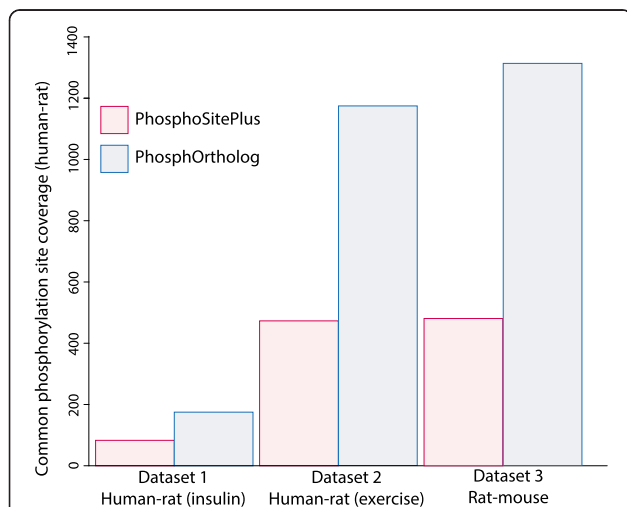 Common phosphorylation site coverage (human-rat)
1400
1200
1000
800
600
400
200
0
PhosphoSitePlus
PhosphOrtholog
Dataset 1
Human-rat (insulin)
Dataset 2
Human-rat (exercise)
Dataset 3
Rat-mouse